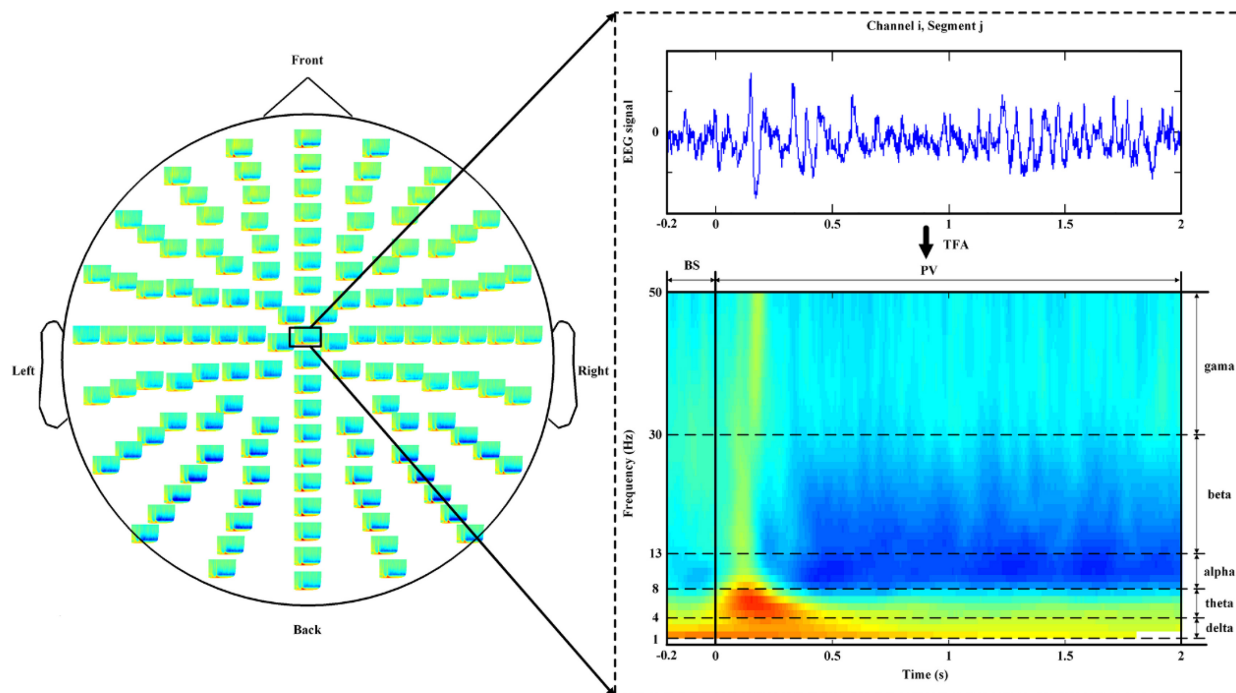 Front
Left
Right
Back
Channel i, Segment j
EEG signal
0
-0.2 0 0.5 1 1.5 2
TFA
BS
PV
50
30
13
8
4
1
Frequency (Hz)
gama
beta
alpha
theta
delta
-0.2 0 0.5 1 1.5 2
Time (s)